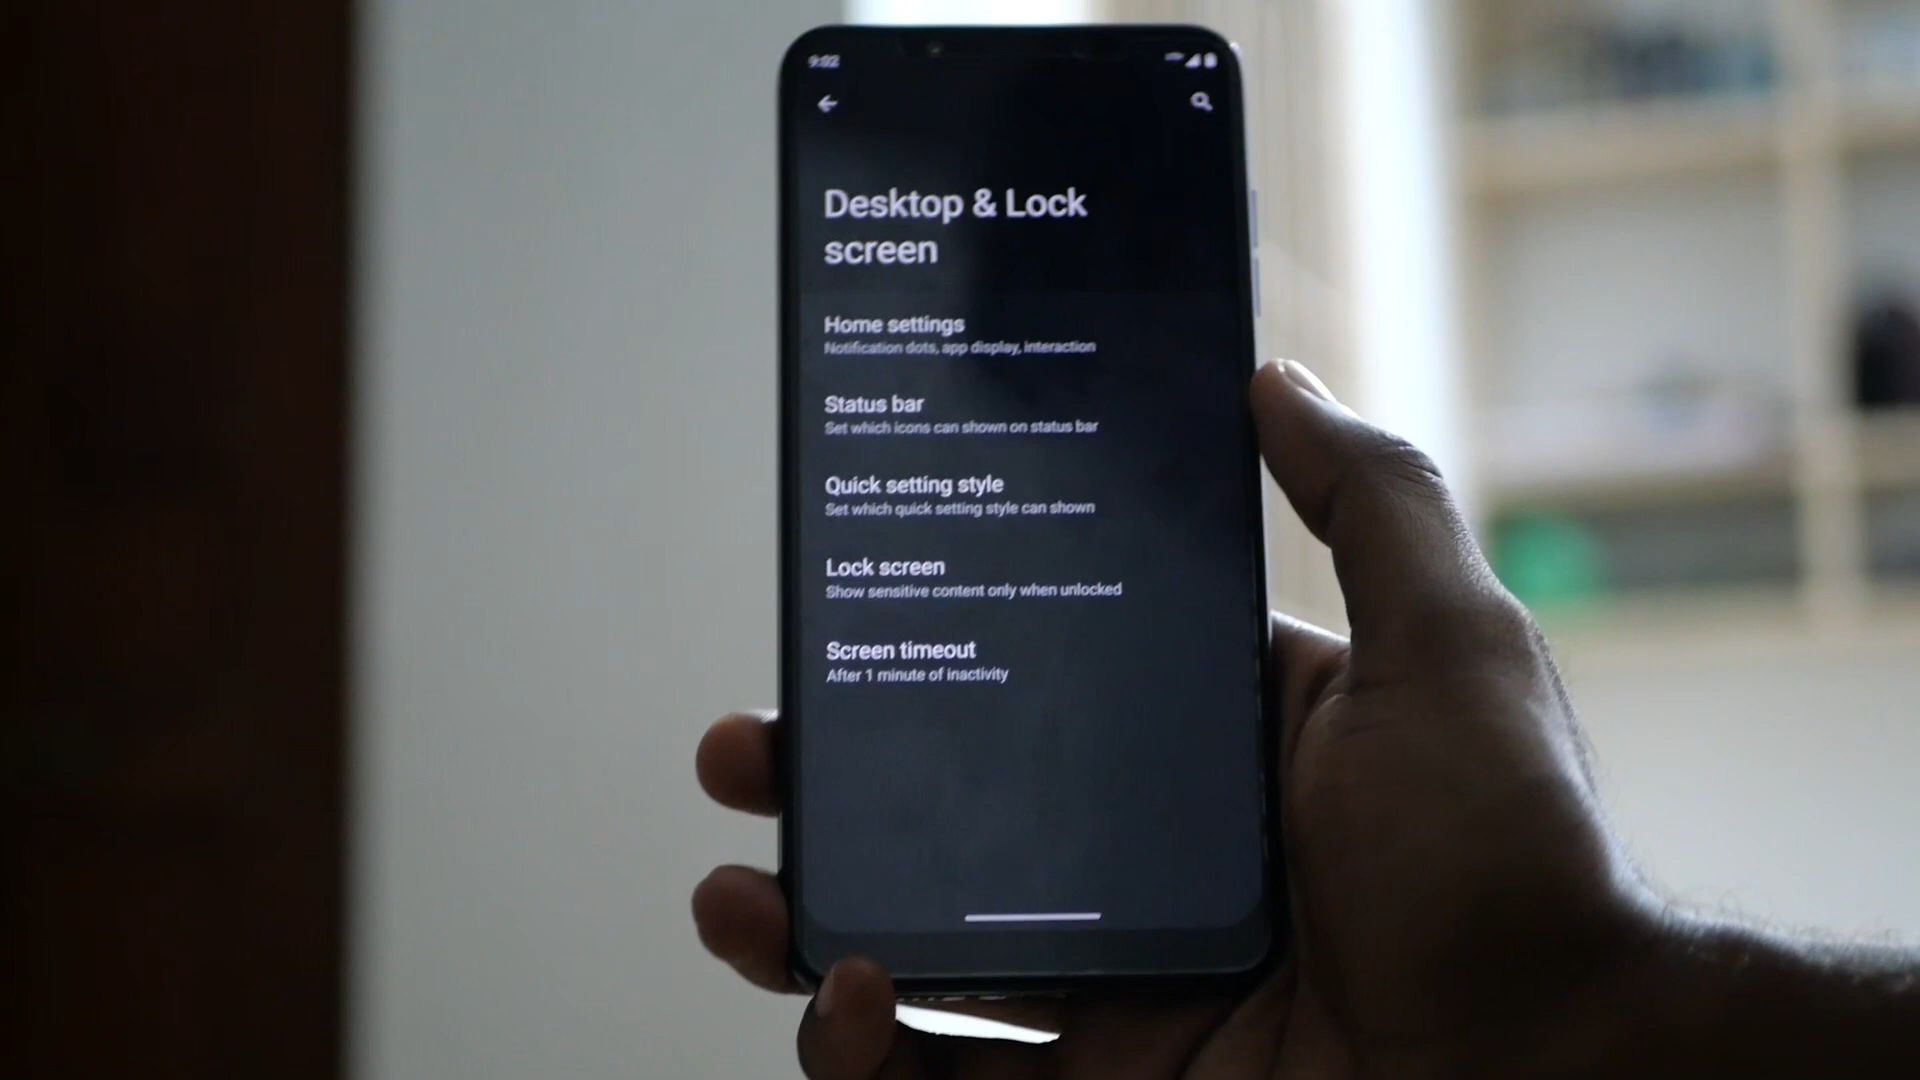 9:02
Desktop & Lock
screen
Home settings
Notification dots, app display, interaction
Status bar
Set which icons can shown on status bar
Quick setting style
Set which quick setting style can shown
Lock screen
Show sensitive content only when unlocked
Screen timeout
After 1 minute of inactivity